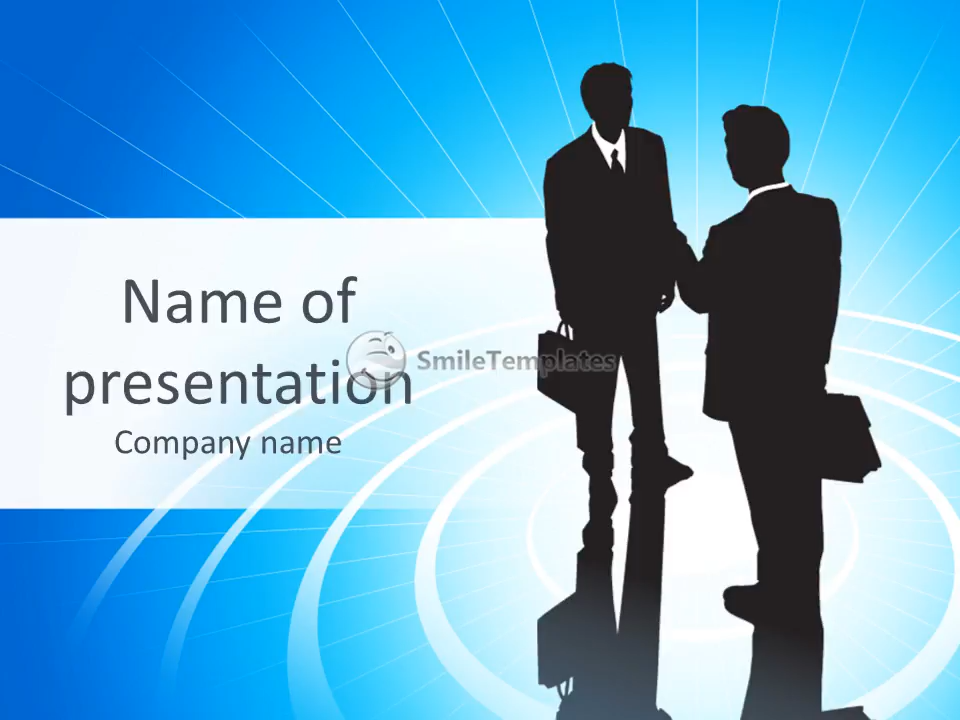 Name of
presentation
SmileTemplates
Company name